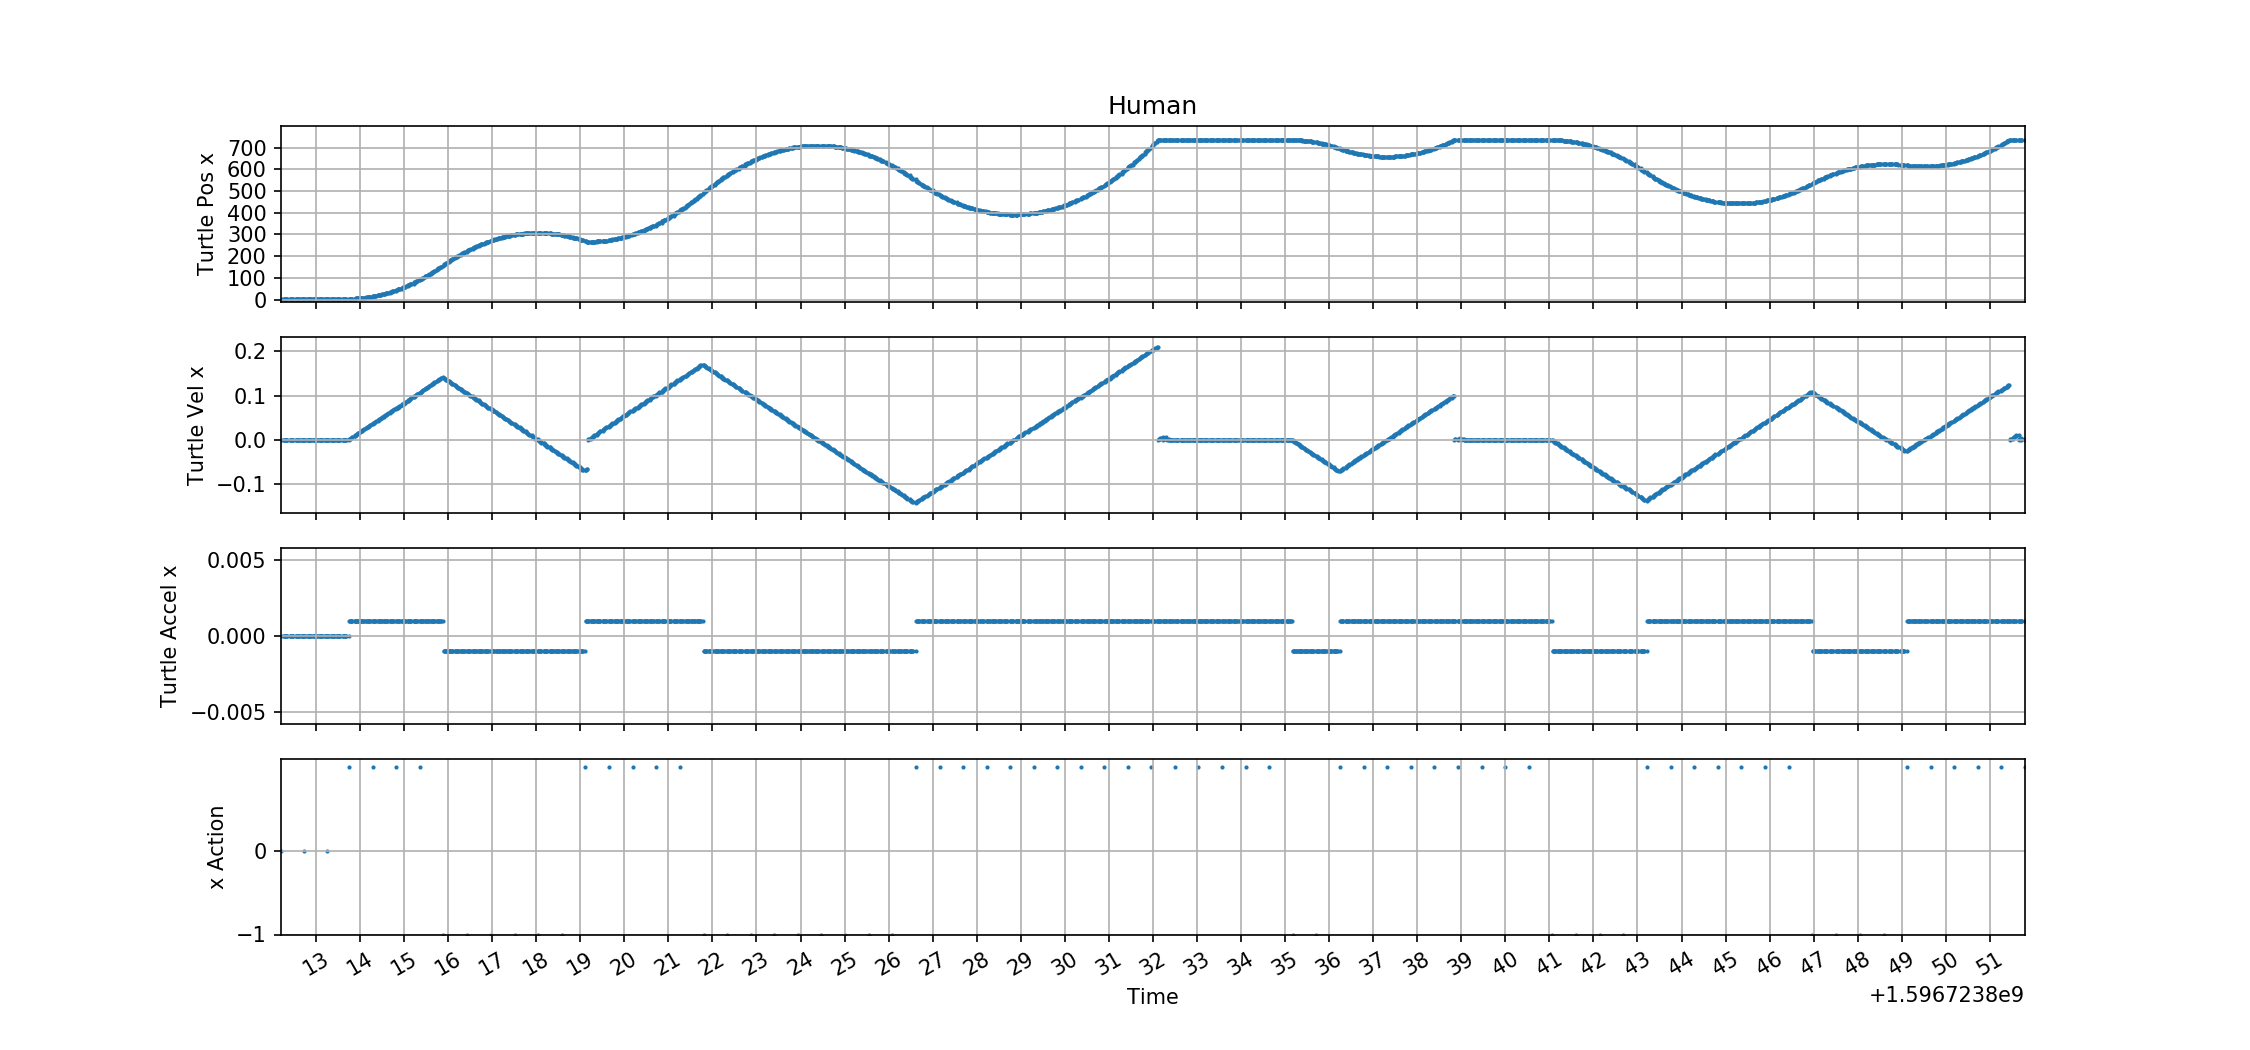 Human
Turtle Pos x
700
600
500
400
300
200
100
0
Turtle Vel x
0.2
0.1
0.0
−0.1
Turtle Accel x
0.005
0.000
−0.005
x Action
0
−1
13 14 15 16 17 18 19 20 21 22 23 24 25 26 27 28 29 30 31 32 33 34 35 36 37 38 39 40 41 42 43 44 45 46 47 48 49 50 51
Time
+1.5967238e9